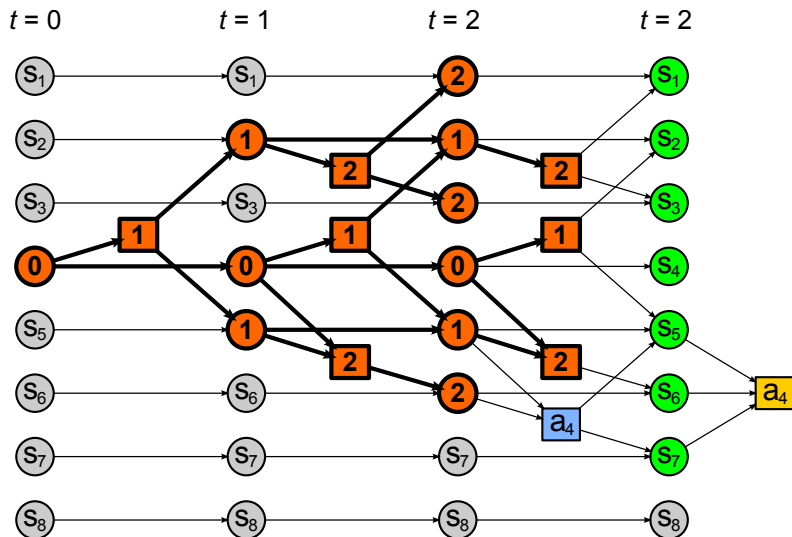 t = 0 t = 1 t = 2 t = 2
s1 s1 2 s1
s2 1 1 s2
2 2
s3 s3 2 s3
1 1 1
0 0 0 s4
s5 1 1 s5
2 2
s6 s6 2 s6 a4
a4
s7 s7 s7 s7
s8 s8 s8 s8